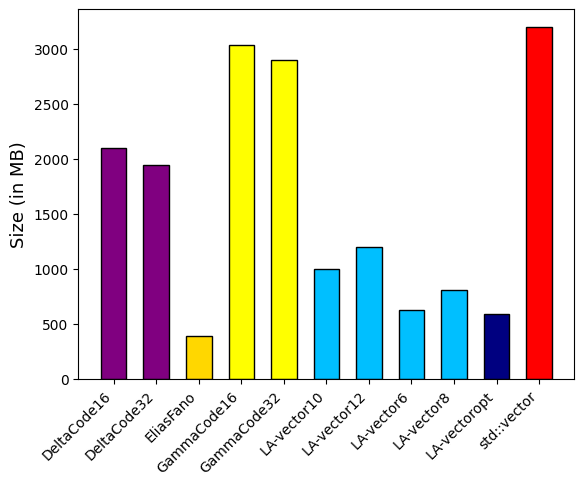 Size (in MB)
3000
2500
2000
1500
1000
500
0
DeltaCode16
DeltaCode32
EliasFano
GammaCode16
GammaCode32
LA-vector10
LA-vector12
LA-vector6
LA-vector8
LA-vectoropt
std::vector